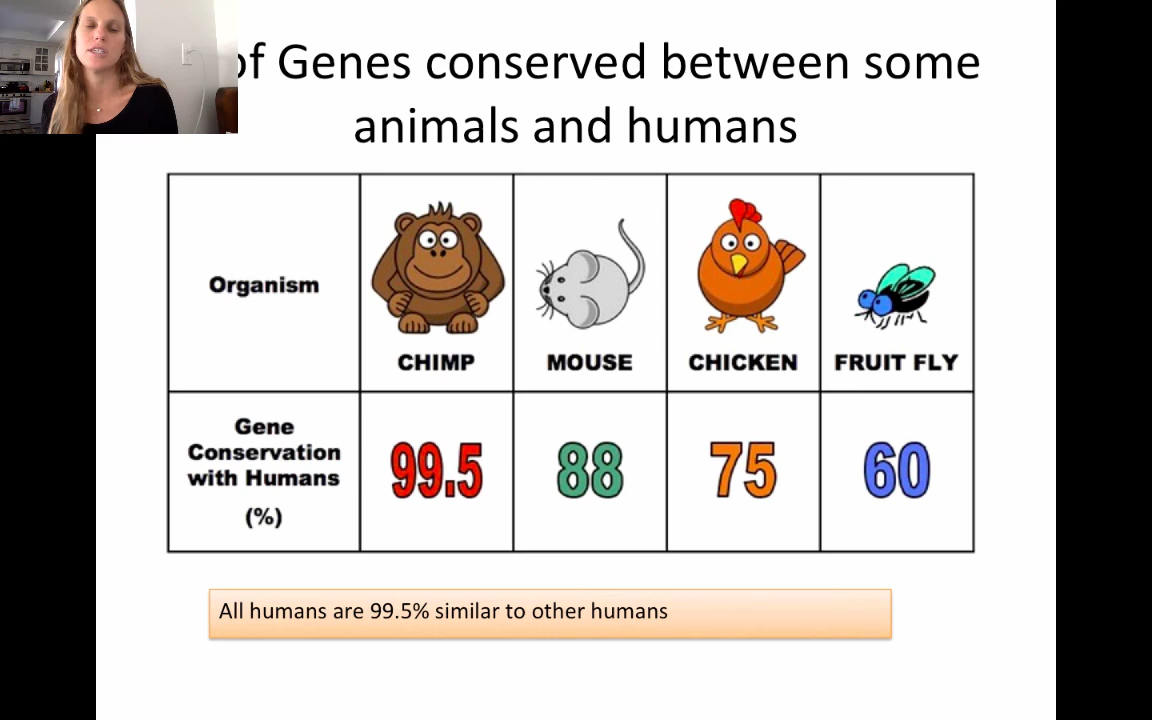 of Genes conserved between some
animals and humans
Organism
CHIMP
MOUSE
CHICKEN
FRUIT FLY
Gene
Conservation
with Humans
(%)
99.5
88
75
60
All humans are 99.5% similar to other humans